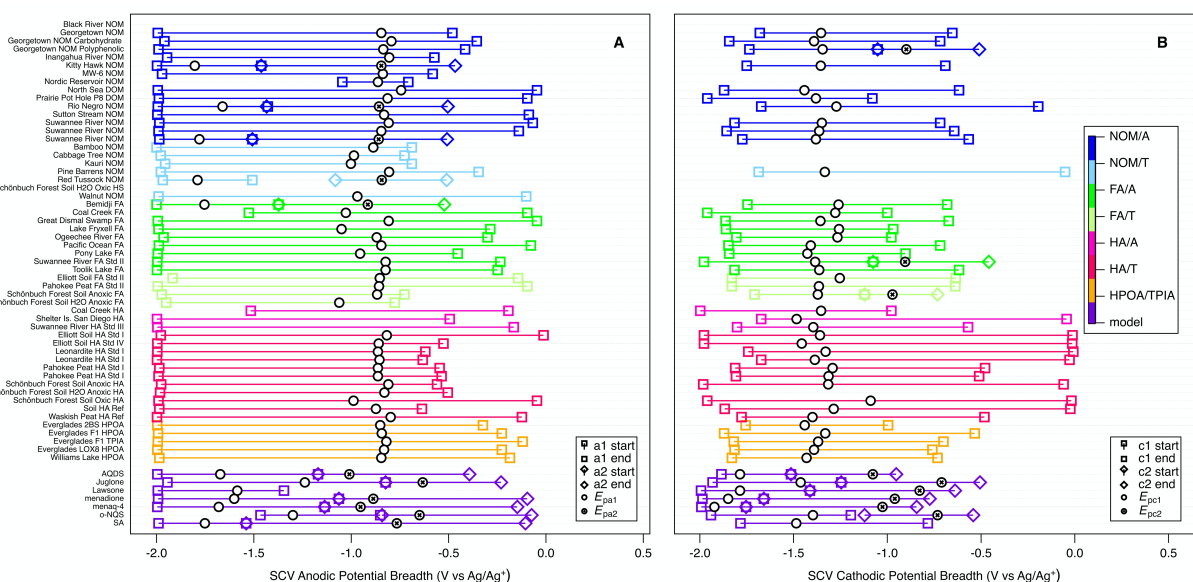 Black River NOM
Georgetown NOM
Georgetown NOM Carbohydrate
Georgetown NOM Polyphenolic
Inangahua River NOM
Kitty Hawk NOM
MW-6 NOM
Nordic Reservoir NOM
North Sea DOM
Prairie Pot Hole P8 DOM
Rio Negro NOM
Sutton Stream NOM
Suwannee River NOM
Suwannee River NOM
Suwannee River NOM
Bamboo NOM
Cabbage Tree NOM
Kauri NOM
Pine Barrens NOM
Red Tussock NOM
Schönbuch Forest Soil H2O Oxic HS
Walnut NOM
Bemidji FA
Coal Creek FA
Great Dismal Swamp FA
Lake Fryxell FA
Ogeechee River FA
Pacific Ocean FA
Pony Lake FA
Suwannee River FA Std II
Toolik Lake FA
Elliott Soil FA Std II
Pahokee Peat FA Std II
Schönbuch Forest Soil Anoxic FA
Forest Soil H2O Anoxic FA
Coal Creek HA
Shelter Is. San Diego HA
Suwannee River HA Std III
Elliott Soil HA Std I
Elliott Soil HA Std IV
Leonardite HA Std I
Leonardite HA Std I
Pahokee Peat HA Std I
Pahokee Peat HA Std I
Schönbuch Forest Soil Anoxic HA
Forest Soil H2O Anoxic HA
Schönbuch Forest Soil Oxic HA
Soil HA Ref
Waskish Peat HA Ref
Everglades 2BS HPOA
Everglades F1 HPOA
Everglades F1 TPIA
Everglades LOX8 HPOA
Williams Lake HPOA
AQDS
Juglone
Lawsone
menadione
menaq-4
o-NQS
SA
A
a1 start
a1 end
a2 start
a2 end
Epa1
Epa2
-2.0 -1.5 -1.0 -0.5 0.0 0.5
SCV Anodic Potential Breadth (V vs Ag/Ag⁺)
B
NOM/A
NOM/T
FA/A
FA/T
HA/A
HA/T
HPOA/TPIA
model
c1 start
c1 end
c2 start
c2 end
Epc1
Epc2
-2.0 -1.5 -1.0 -0.5 0.0 0.5
SCV Cathodic Potential Breadth (V vs Ag/Ag⁺)